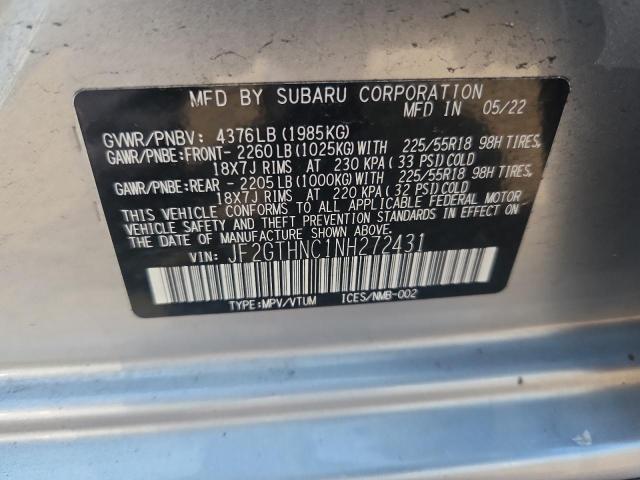 MFD BY SUBARU CORPORATION
MFD IN 05/22
GVWR/PNBV: 4376LB(1985KG)
GAWR/PNBE:FRONT- 2260LB(1025KG)WITH 225/55R18 98H TIRES,
18X7J RIMS AT 230 KPA(33 PSI)COLD
GAWR/PNBE:REAR - 2205LB(1000KG)WITH 225/55R18 98H TIRES,
18X7J RIMS AT 220 KPA(32 PSI)COLD
THIS VEHICLE CONFORMS TO ALL APPLICABLE FEDERAL MOTOR
VEHICLE SAFETY AND THEFT PREVENTION STANDARDS IN EFFECT ON
THE DATE OF MANUFACTURE SHOWN ABOVE.
VIN: JF2GTHNC1NH272431
TYPE:MPV/VTUM ICES/NMB-002